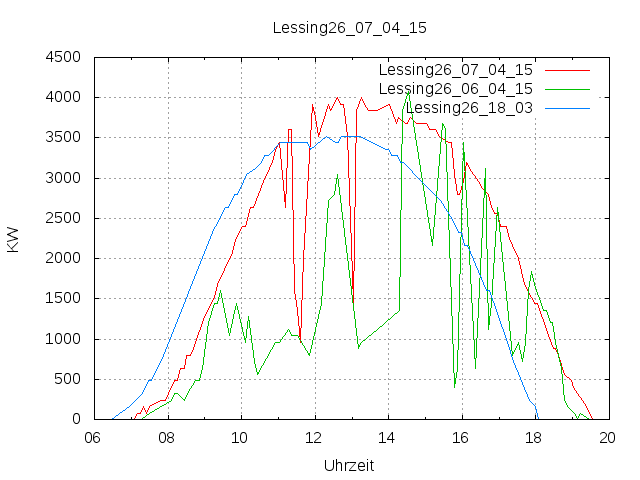 Lessing26_07_04_15
4500
4000
3500
3000
2500
2000
1500
1000
500
0
KW
Lessing26_07_04_15
Lessing26_06_04_15
Lessing26_18_03
06 08 10 12 14 16 18 20
Uhrzeit